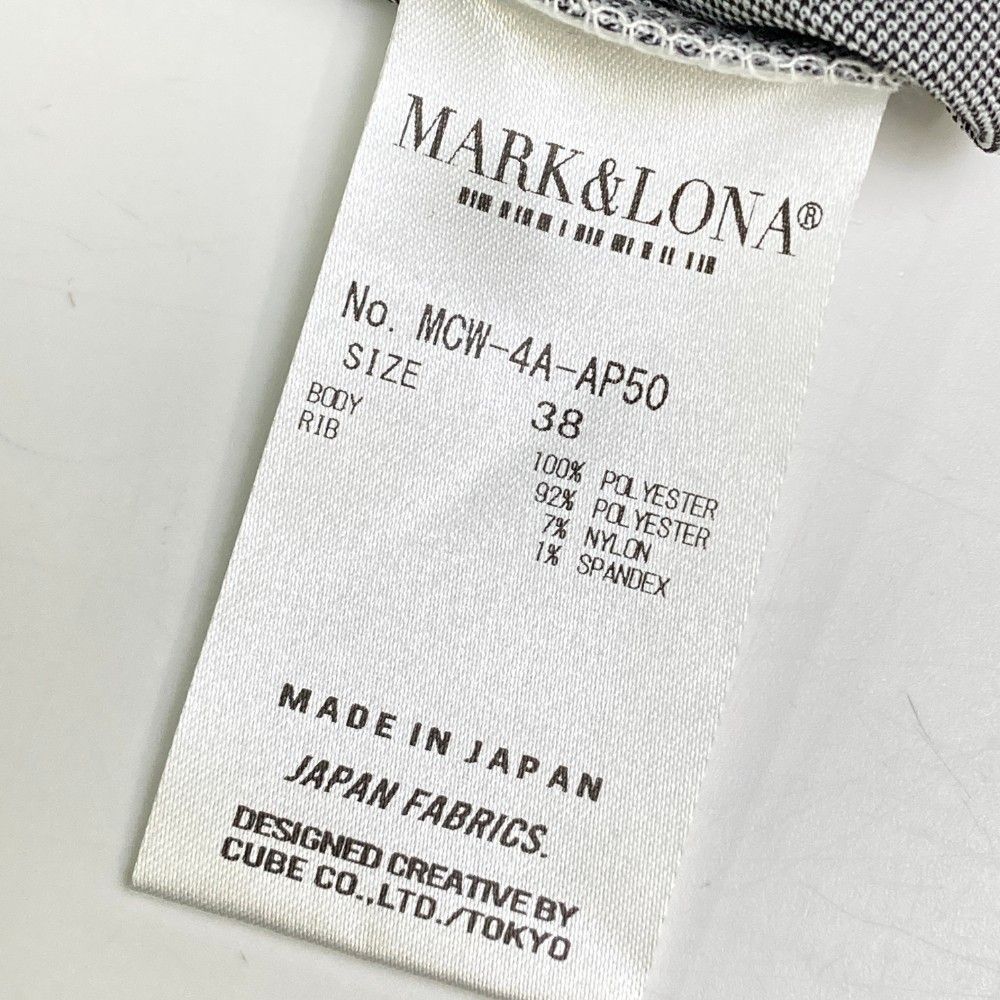 MARK&LONA®
No. MCW-4A-AP50
SIZE 38
BODY 100% POLYESTER
RIB 92% POLYESTER
7% NYLON
1% SPANDEX
MADE IN JAPAN
JAPAN FABRICS.
DESIGNED CREATIVE BY
CUBE CO.,LTD./TOKYO